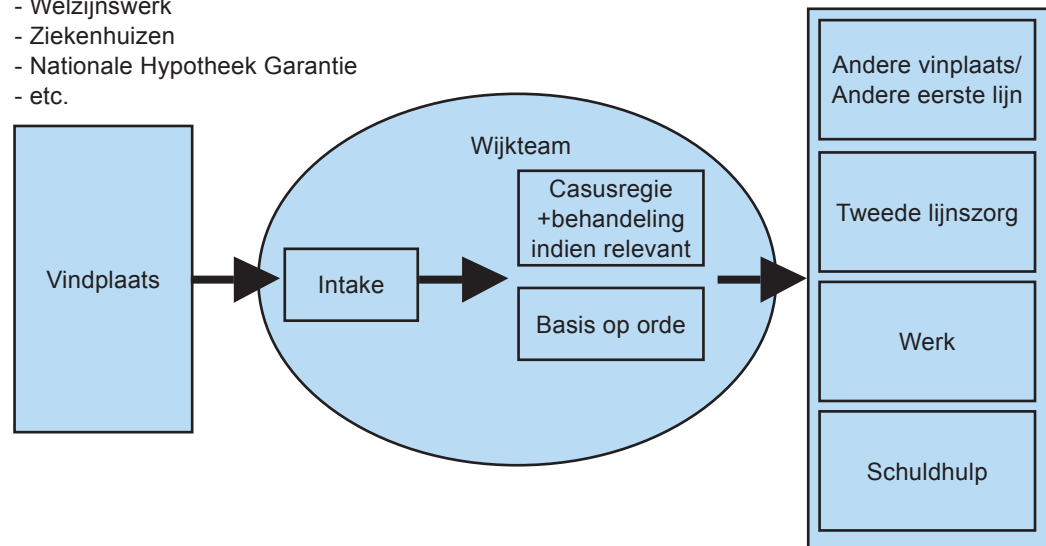 - Welzijnswerk
- Ziekenhuizen
- Nationale Hypotheek Garantie
- etc.
Vindplaats
Wijkteam
Intake
Casusregie
+behandeling
indien relevant
Basis op orde
Andere vinplaats/
Andere eerste lijn
Tweede lijnszorg
Werk
Schuldhulp